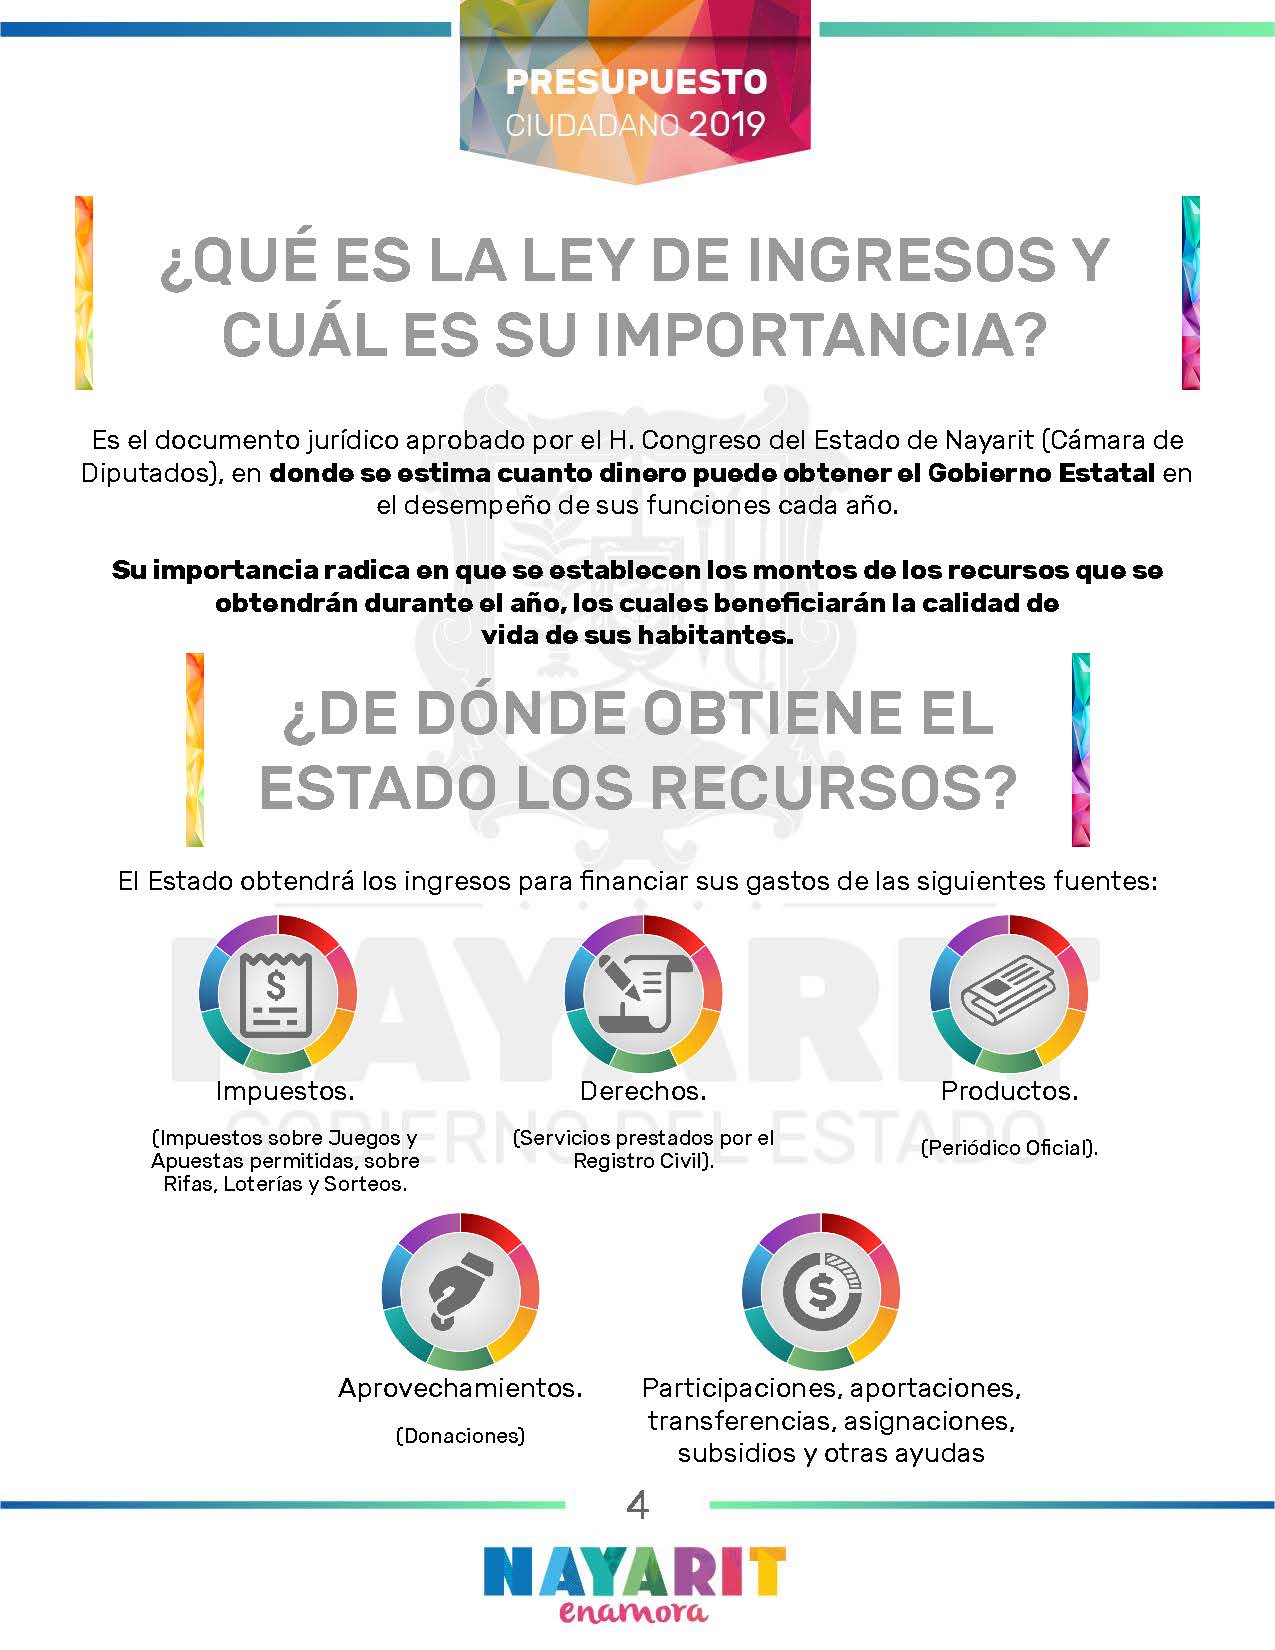 PRESUPUESTO
CIUDADANO 2019
¿QUÉ ES LA LEY DE INGRESOS Y
CUÁL ES SU IMPORTANCIA?
Es el documento jurídico aprobado por el H. Congreso del Estado de Nayarit (Cámara de
Diputados), en donde se estima cuanto dinero puede obtener el Gobierno Estatal en
el desempeño de sus funciones cada año.
Su importancia radica en que se establecen los montos de los recursos que se
obtendrán durante el año, los cuales beneficiarán la calidad de
vida de sus habitantes.
¿DE DÓNDE OBTIENE EL
ESTADO LOS RECURSOS?
El Estado obtendrá los ingresos para financiar sus gastos de las siguientes fuentes:
NAYARIT
GOBIERNO DEL ESTADO
$
Impuestos.
(Impuestos sobre Juegos y
Apuestas permitidas, sobre
Rifas, Loterías y Sorteos.
Derechos.
(Servicios prestados por el
Registro Civil).
Productos.
(Periódico Oficial).
Aprovechamientos.
(Donaciones)
$
Participaciones, aportaciones,
transferencias, asignaciones,
subsidios y otras ayudas
4
NAYARIT
enamora